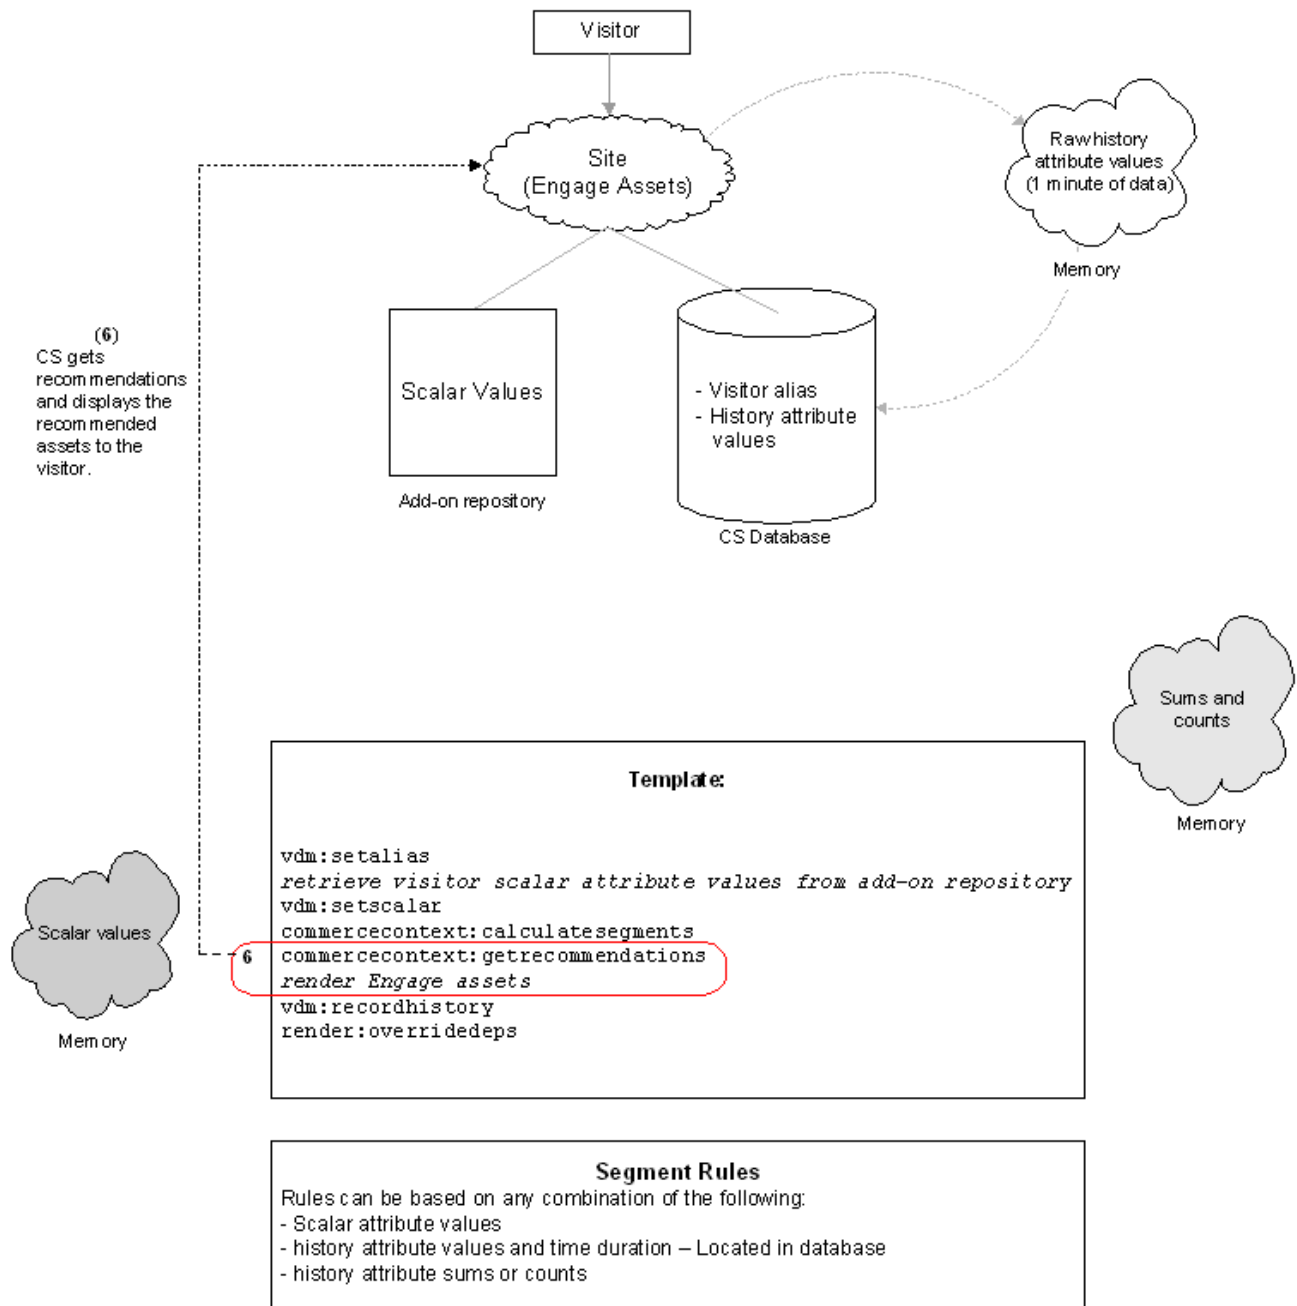 Visitor
Site
(Engage Assets)
Raw history
attribute values
(1 minute of data)
Memory
(6)
CS gets
recommendations
and displays the
recommended
assets to the
visitor.
Scalar Values
Add-on repository
- Visitor alias
- History attribute
values
CS Database
Sums and
counts
Memory
Template:
vdm:setalias
retrieve visitor scalar attribute values from add-on repository
vdm:setscalar
commercecontext:calculatesegments
6 commercecontext:getrecommendations
render Engage assets
vdm:recordhistory
render:overridedeps
Scalar values
Memory
Segment Rules
Rules can be based on any combination of the following:
- Scalar attribute values
- history attribute values and time duration – Located in database
- history attribute sums or counts